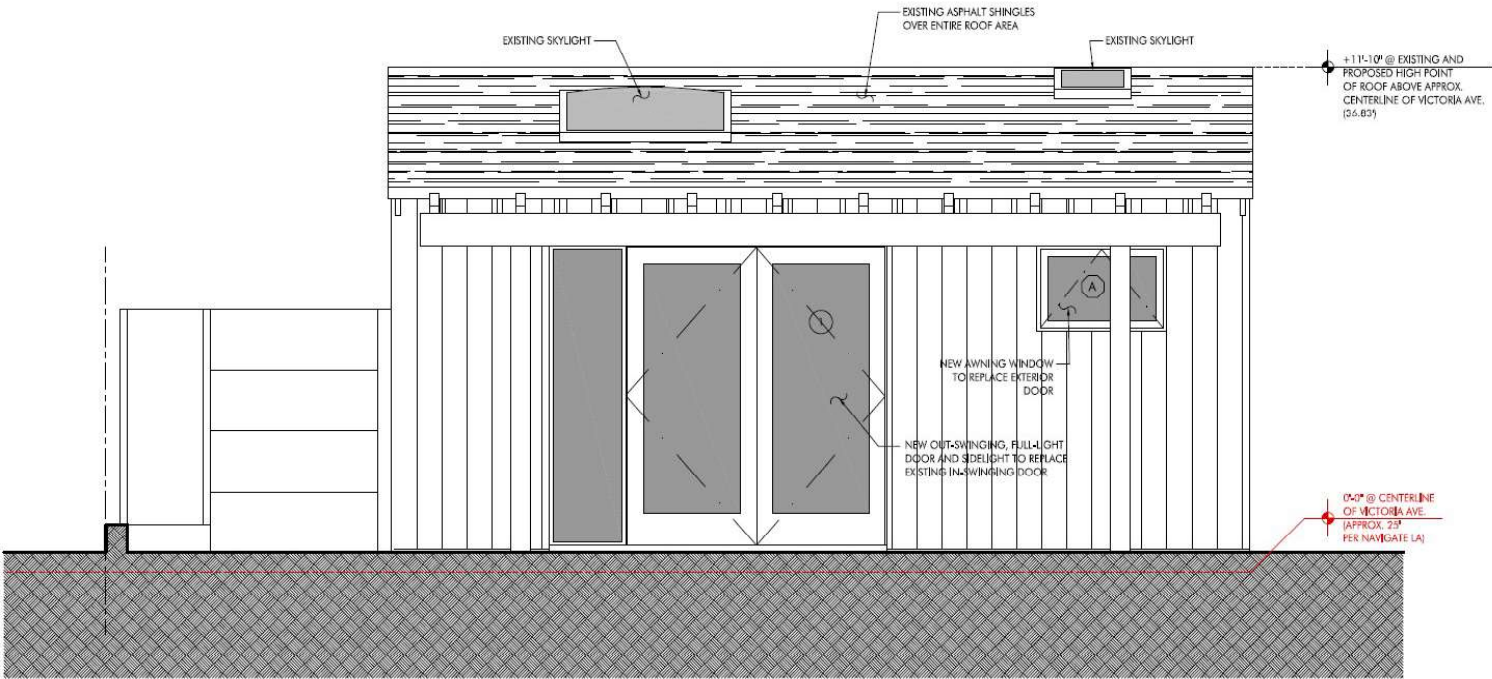 EXISTING ASPHALT SHINGLES
OVER ENTIRE ROOF AREA
EXISTING SKYLIGHT
EXISTING SKYLIGHT
+11'-10" @ EXISTING AND
PROPOSED HIGH POINT
OF ROOF ABOVE APPROX.
CENTERLINE OF VICTORIA AVE.
(36.83')
A
1
NEW AWNING WINDOW
TO REPLACE EXTERIOR
DOOR
NEW OUT-SWINGING, FULL-LIGHT
DOOR AND SIDELIGHT TO REPLACE
EXISTING IN-SWINGING DOOR
0'-0" @ CENTERLINE
OF VICTORIA AVE.
(APPROX. 25'
PER NAVIGATE LA)